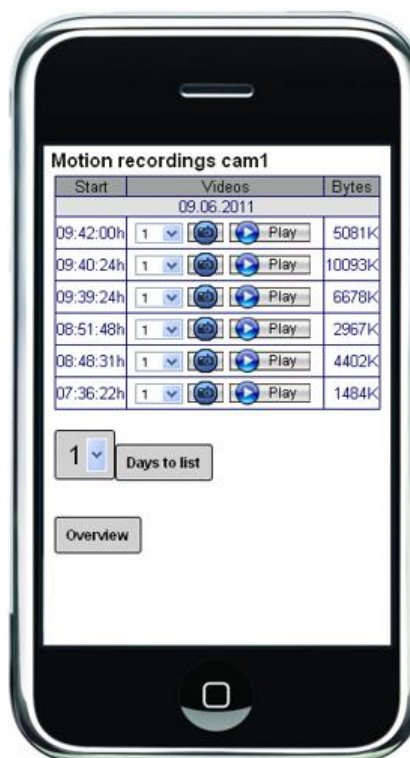 Motion recordings cam1
Start Videos Bytes
09.06.2011
09:42:00h 1 Play 5081K
09:40:24h 1 Play 10093K
09:39:24h 1 Play 6678K
08:51:48h 1 Play 2967K
08:48:31h 1 Play 4402K
07:36:22h 1 Play 1484K
1 Days to list
Overview